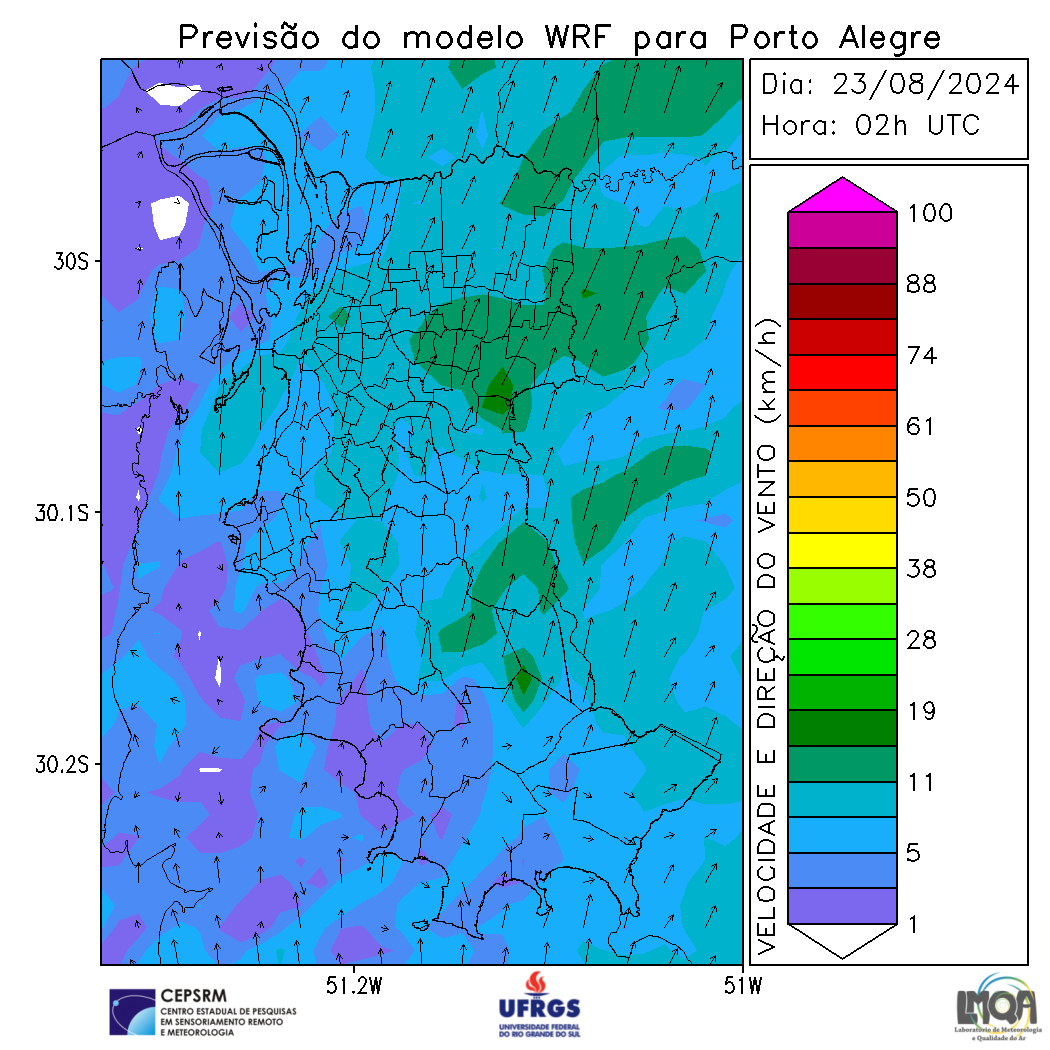 Previsão do modelo WRF para Porto Alegre
Dia: 23/08/2024
Hora: 02h UTC
30S
30.1S
30.2S
51.2W
51W
VELOCIDADE E DIREÇÃO DO VENTO (km/h)
100
88
74
61
50
38
28
19
11
5
1
CEPSRM
CENTRO ESTADUAL DE PESQUISAS
EM SENSORIAMENTO REMOTO
E METEOROLOGIA
UFRGS
UNIVERSIDADE FEDERAL
DO RIO GRANDE DO SUL
LMQA
Laboratório de Meteorologia
e Qualidade do Ar